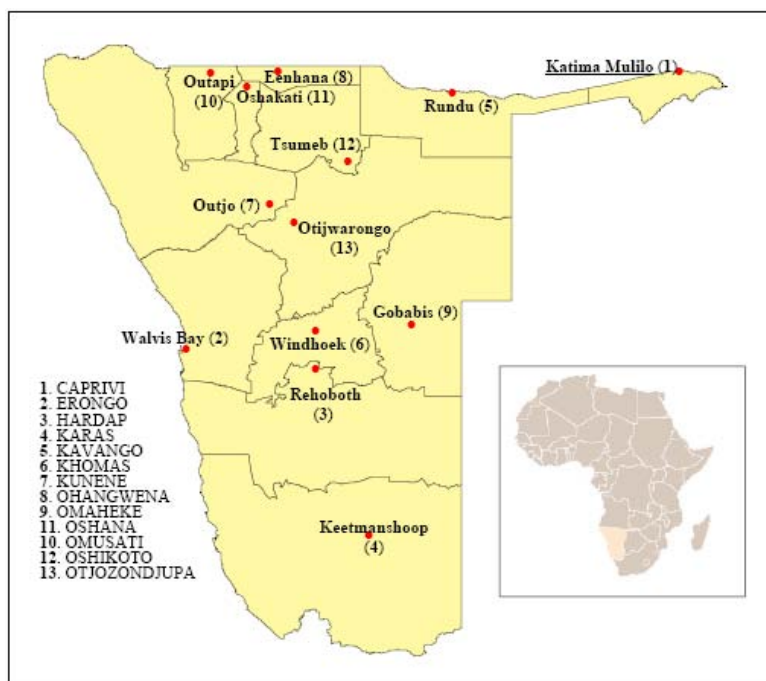 Outapi
(10)
Eenhana (8)
Oshakati (11)
Katima Mulilo (1)
Rundu (5)
Tsumeb (12)
Outjo (7)
Otijwarongo
(13)
Gobabis (9)
Walvis Bay (2)
Windhoek (6)
Rehoboth
(3)
Keetmanshoop
(4)
1. CAPRIVI
2. ERONGO
3. HARDAP
4. KARAS
5. KAVANGO
6. KHOMAS
7. KUNENE
8. OHANGWENA
9. OMAHEKE
11. OSHANA
10. OMUSATI
12. OSHIKOTO
13. OTJOZONDJUPA